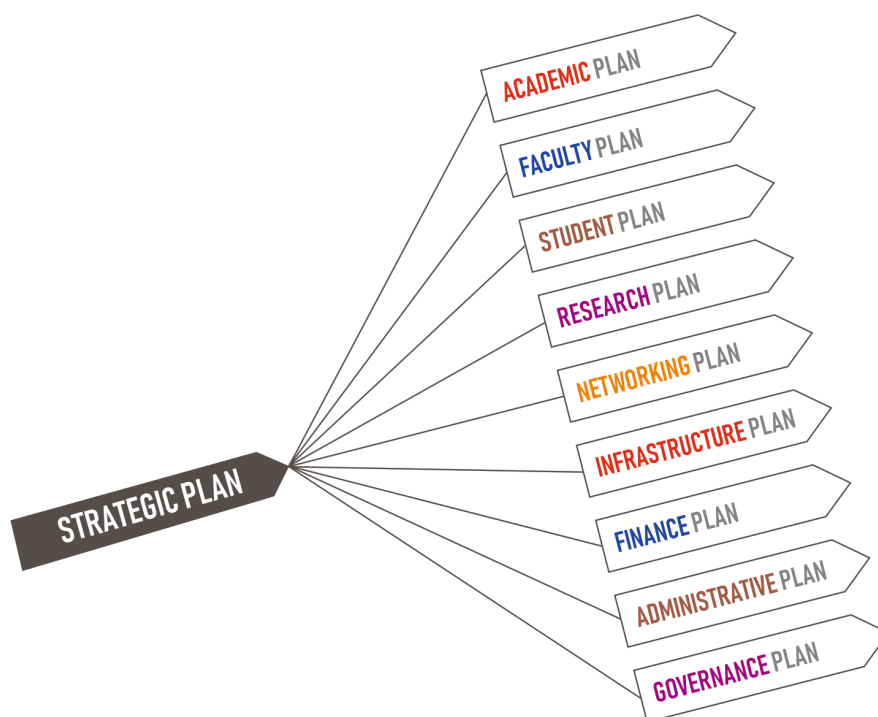 ACADEMIC PLAN
FACULTY PLAN
STUDENT PLAN
RESEARCH PLAN
NETWORKING PLAN
INFRASTRUCTURE PLAN
STRATEGIC PLAN
FINANCE PLAN
ADMINISTRATIVE PLAN
GOVERNANCE PLAN